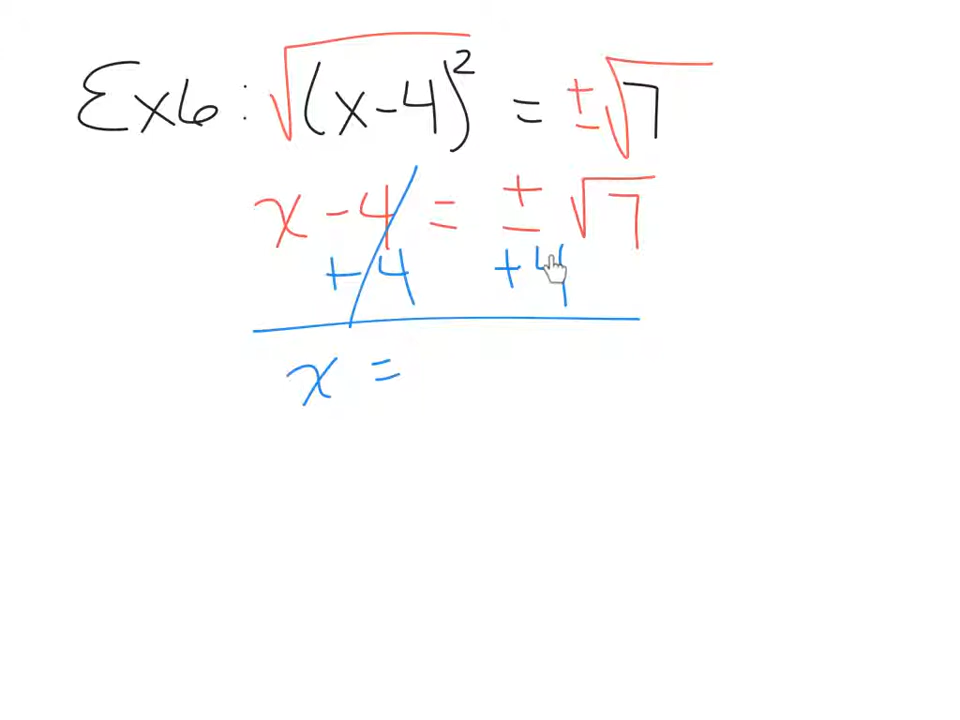 Ex6: √(x-4)² = ±√7
x - 4 = ± √7
+ 4 +4
x =